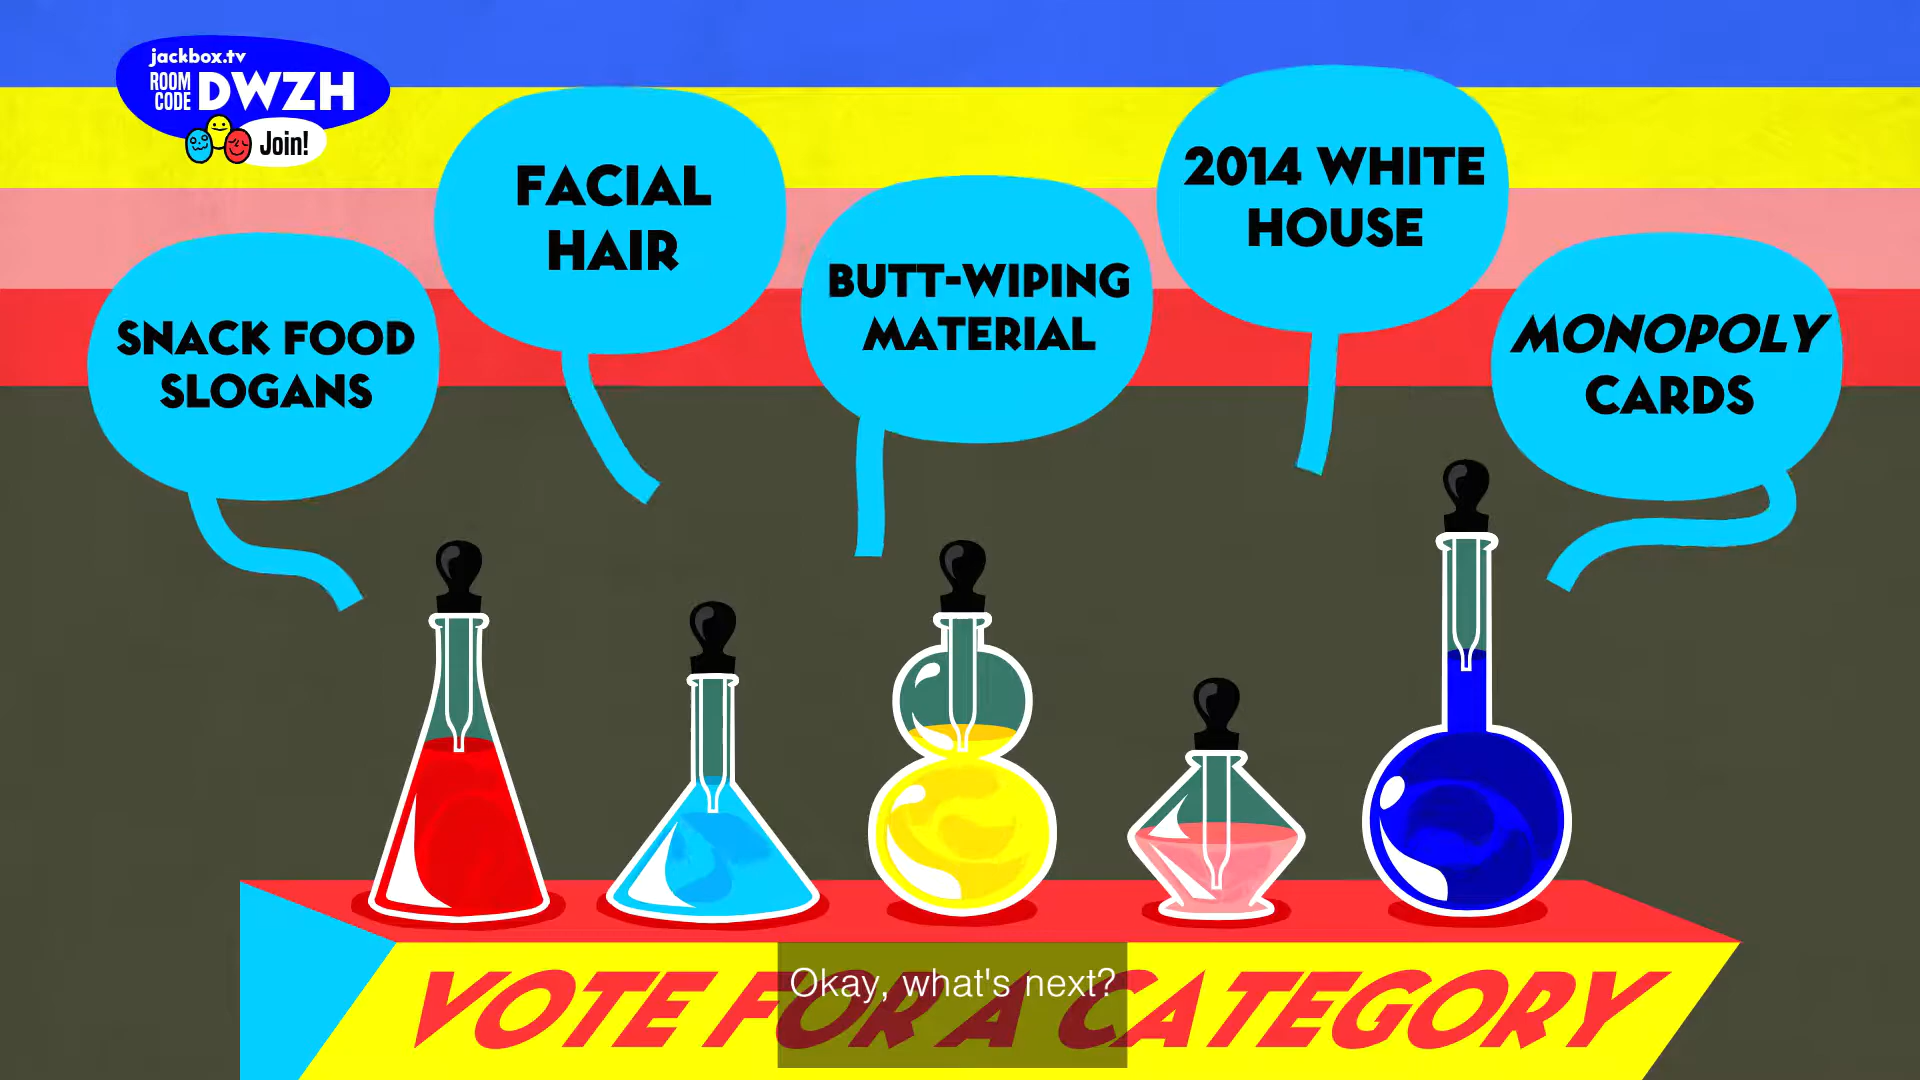 jackbox.tv
ROOM
CODE
DWZH
Join!
SNACK FOOD
SLOGANS
FACIAL
HAIR
BUTT-WIPING
MATERIAL
2014 WHITE
HOUSE
MONOPOLY
CARDS
VOTE FOR A CATEGORY
Okay, what's next?